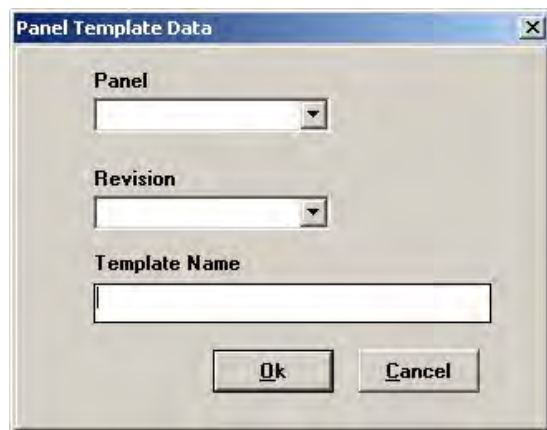 Panel Template Data
Panel
Revision
Template Name
Ok
Cancel